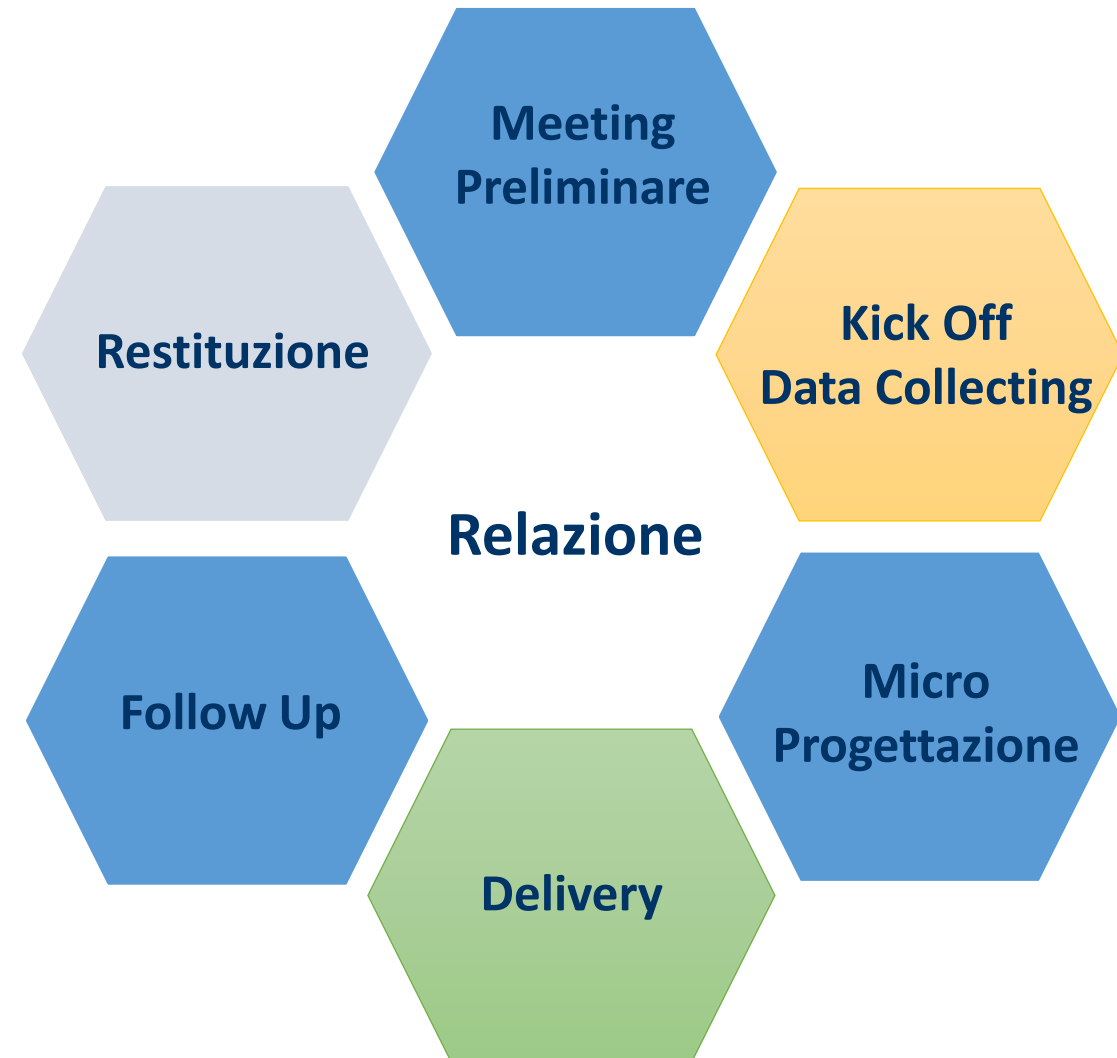 Meeting
Preliminare
Kick Off
Data Collecting
Restituzione
Relazione
Micro
Progettazione
Follow Up
Delivery